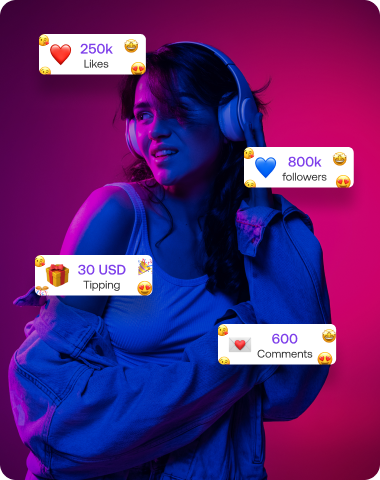 250k
Likes
800k
followers
30 USD
Tipping
600
Comments